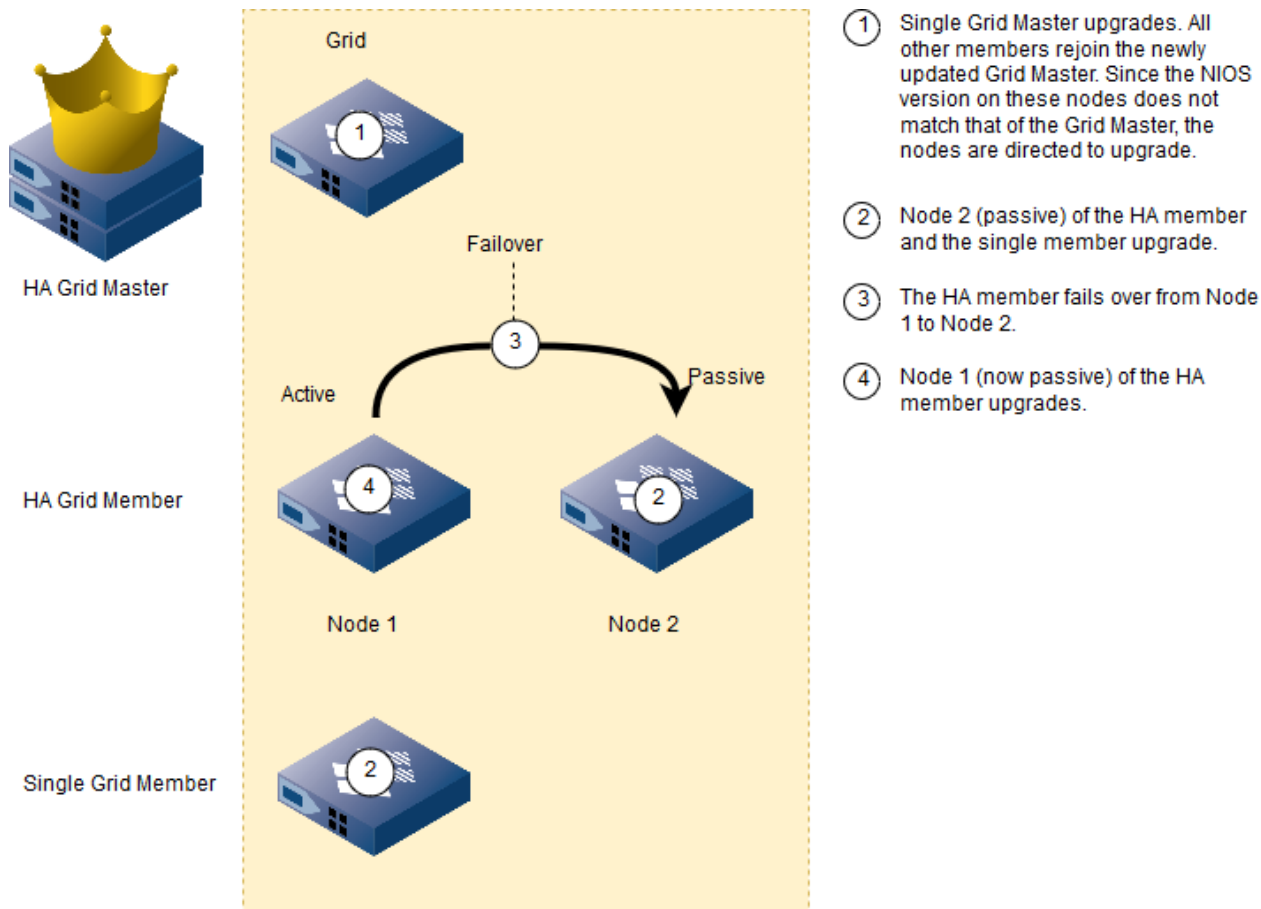 Grid
1
HA Grid Master
Failover
3
Active
Passive
HA Grid Member
4
2
Node 1
Node 2
Single Grid Member
2
1
Single Grid Master upgrades. All
other members rejoin the newly
updated Grid Master. Since the NIOS
version on these nodes does not
match that of the Grid Master, the
nodes are directed to upgrade.
2
Node 2 (passive) of the HA member
and the single member upgrade.
3
The HA member fails over from Node
1 to Node 2.
4
Node 1 (now passive) of the HA
member upgrades.